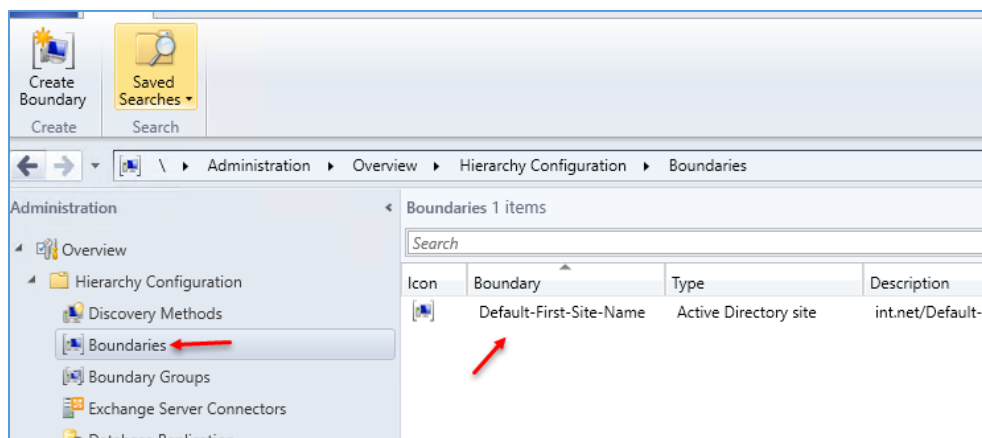 Create
Boundary
Saved
Searches
Create
Search
\ Administration Overview Hierarchy Configuration Boundaries
Administration
Overview
Hierarchy Configuration
Discovery Methods
Boundaries
Boundary Groups
Exchange Server Connectors
Database Replication
Boundaries 1 items
Search
Icon Boundary Type Description
Default-First-Site-Name Active Directory site int.net/Default-